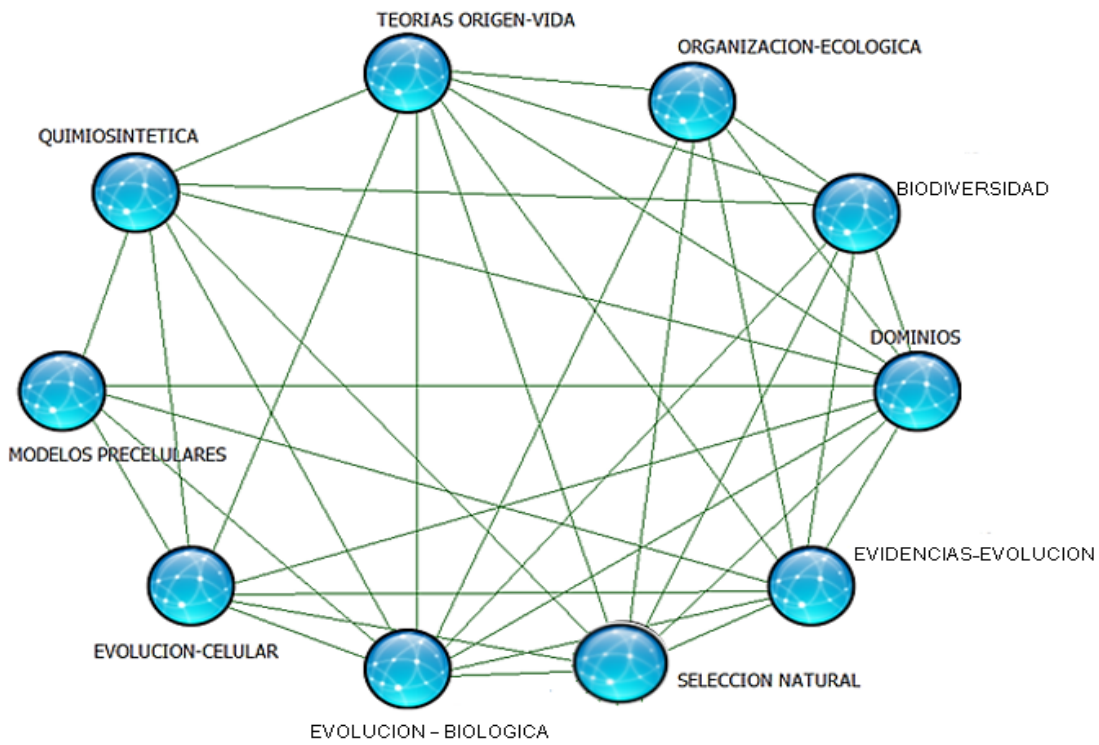 TEORIAS ORIGEN-VIDA
ORGANIZACION-ECOLOGICA
QUIMIOSINTETICA
BIODIVERSIDAD
DOMINIOS
MODELOS PRECELULARES
EVIDENCIAS-EVOLUCION
EVOLUCION-CELULAR
SELECCION NATURAL
EVOLUCION – BIOLOGICA